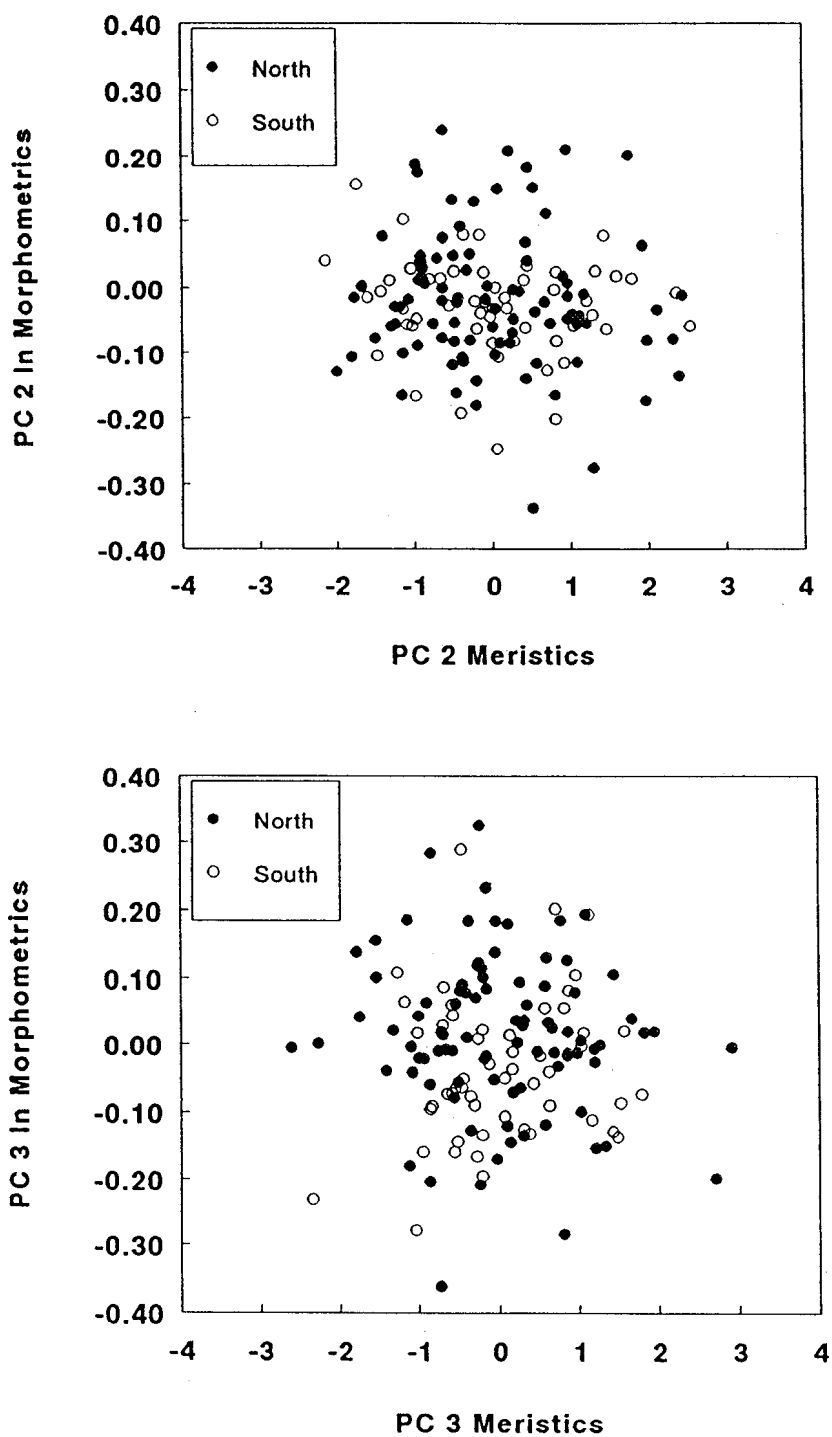 0.40
North
South
0.30
0.20
0.10
0.00
-0.10
-0.20
-0.30
-0.40
PC 2 In Morphometrics
-4 -3 -2 -1 0 1 2 3 4
PC 2 Meristics
0.40
North
South
0.30
0.20
0.10
0.00
-0.10
-0.20
-0.30
-0.40
PC 3 In Morphometrics
-4 -3 -2 -1 0 1 2 3 4
PC 3 Meristics